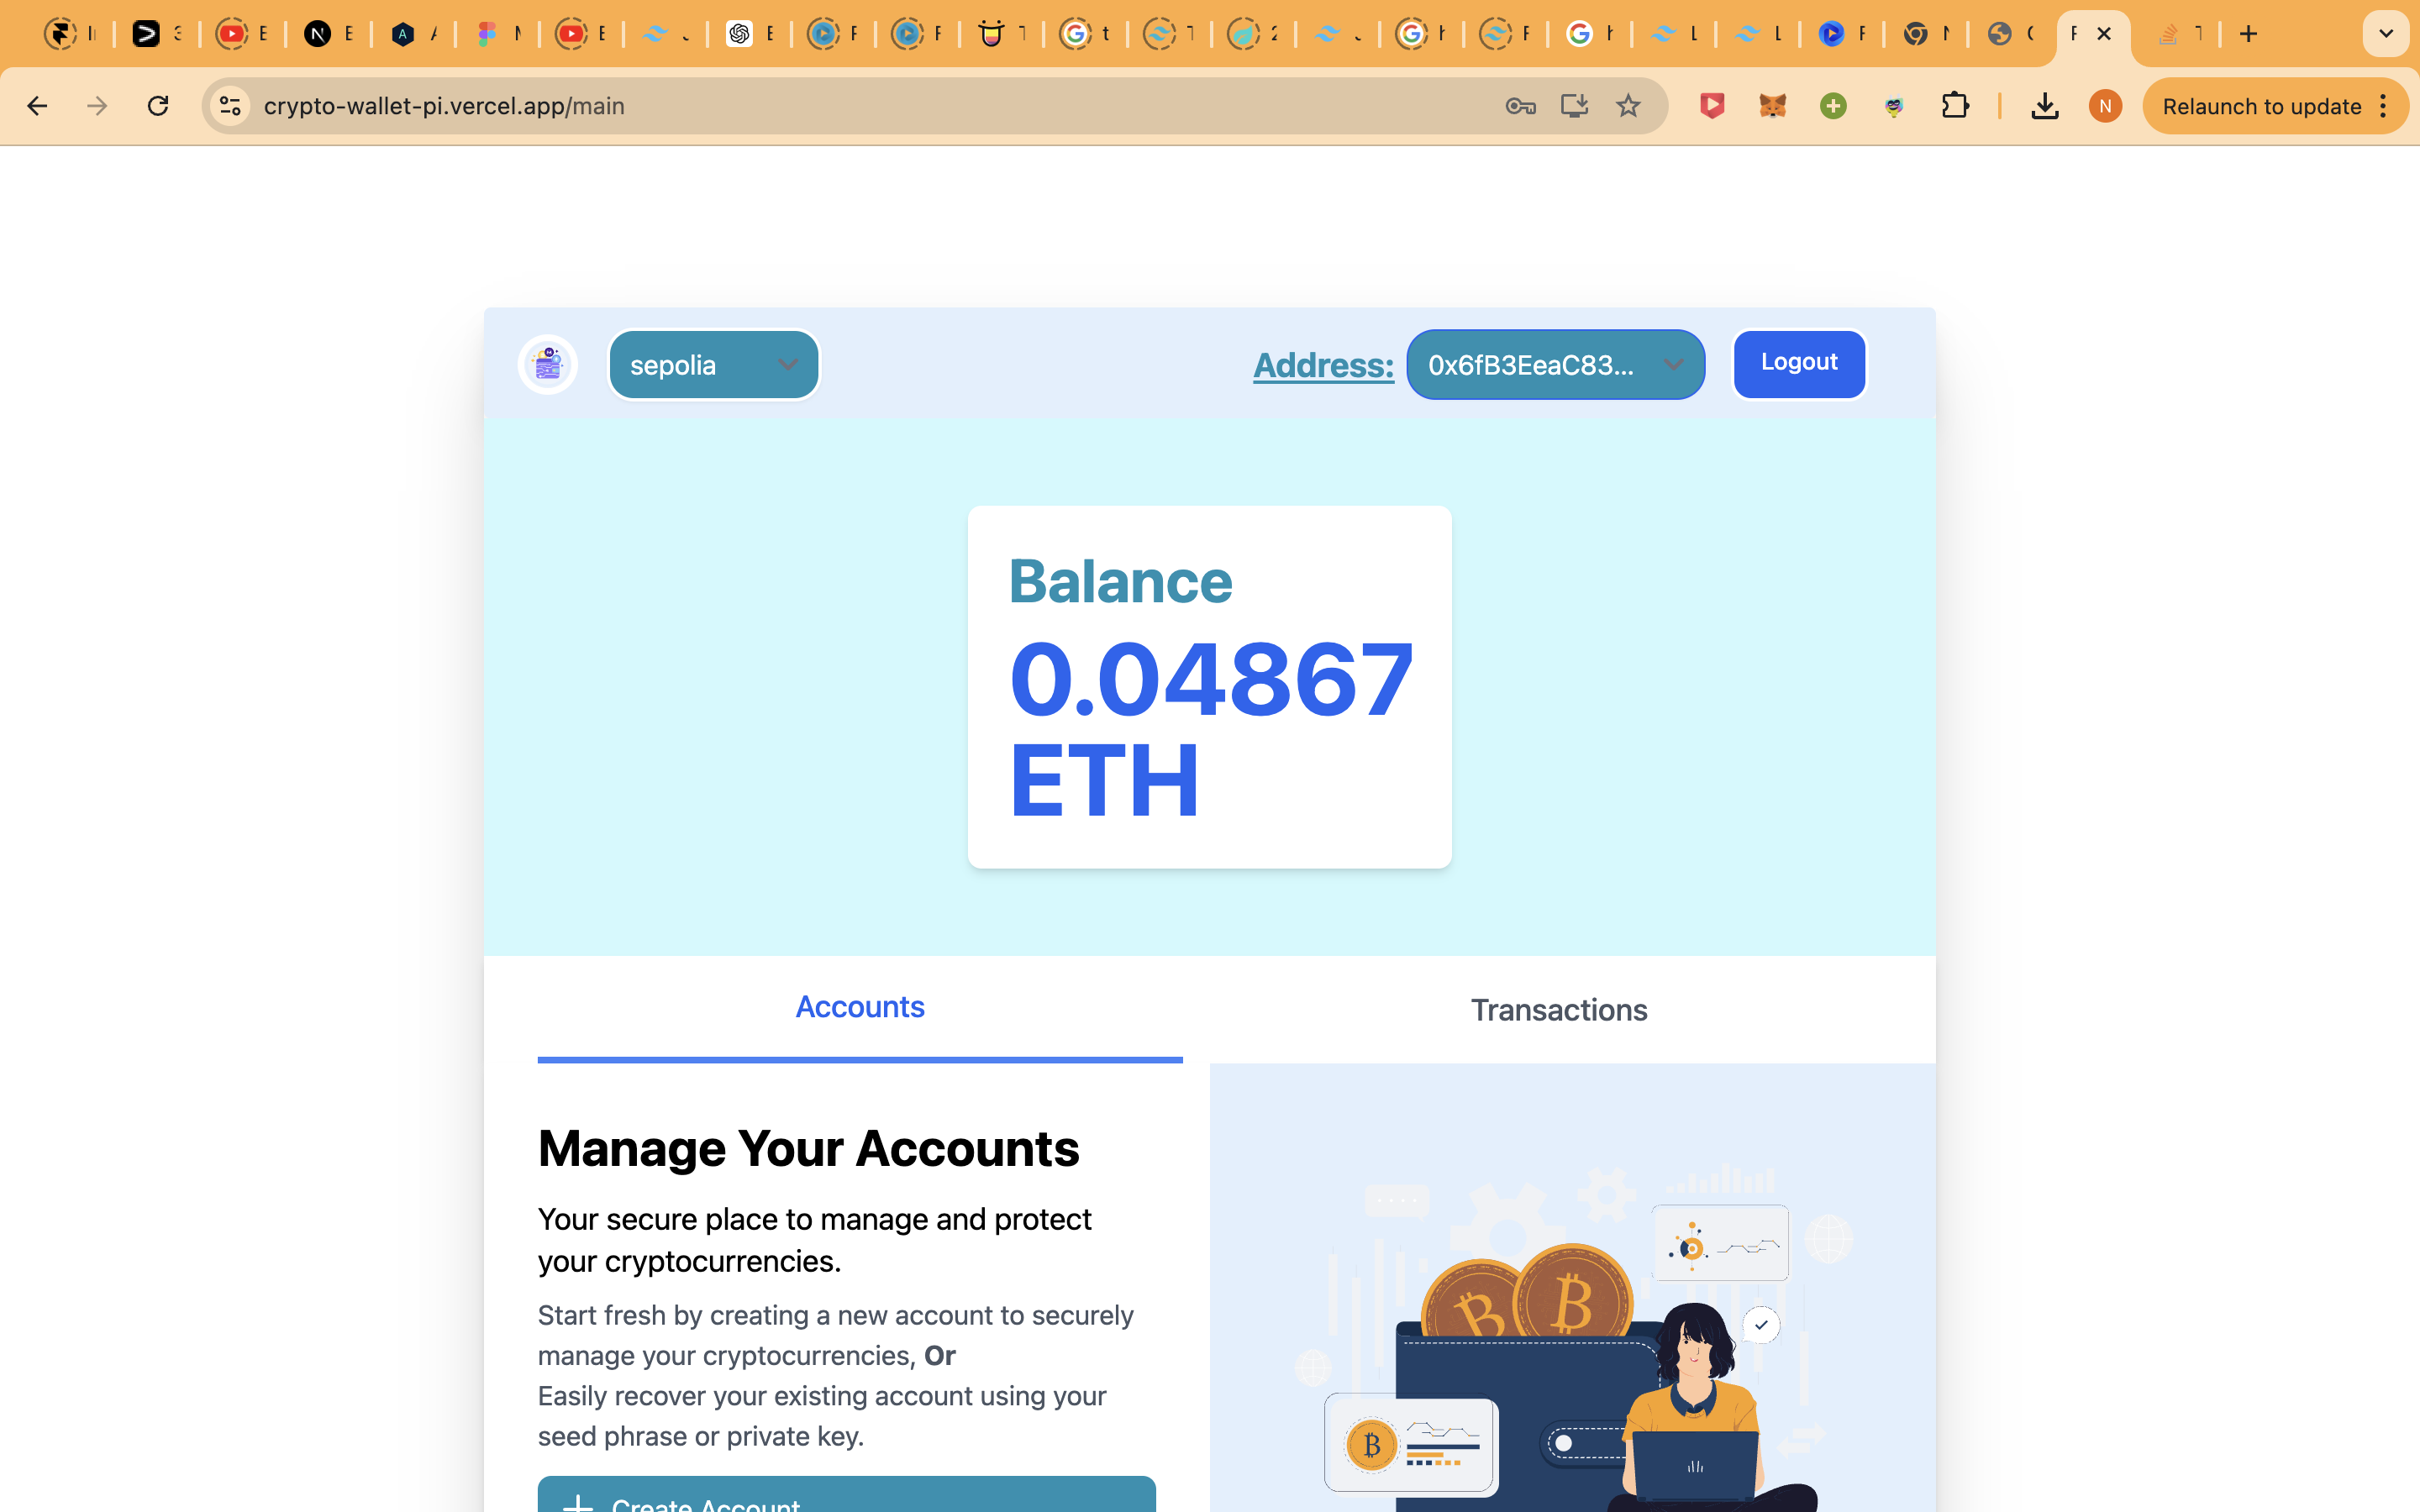 crypto-wallet-pi.vercel.app/main
Relaunch to update
N
sepolia
Address:
0x6fB3EeaC83...
Logout
Balance
0.04867
ETH
Accounts
Transactions
Manage Your Accounts
Your secure place to manage and protect
your cryptocurrencies.
Start fresh by creating a new account to securely
manage your cryptocurrencies, Or
Easily recover your existing account using your
seed phrase or private key.
Create Account